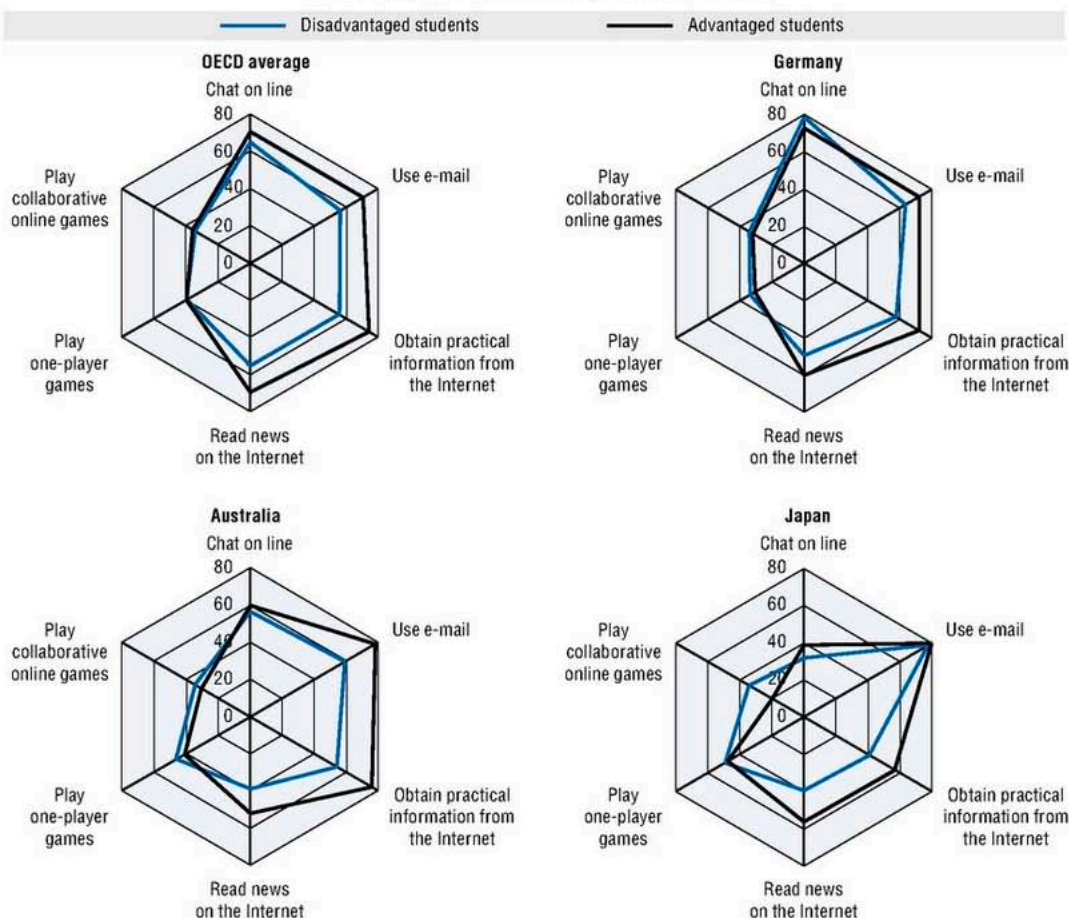 Disadvantaged students
Advantaged students
OECD average
Chat on line
80
60
40
20
0
Use e-mail
Obtain practical
information from
the Internet
Read news
on the Internet
Play
one-player
games
Play
collaborative
online games
Germany
Chat on line
80
60
40
20
0
Use e-mail
Obtain practical
information from
the Internet
Read news
on the Internet
Play
one-player
games
Play
collaborative
online games
Australia
Chat on line
80
60
40
20
0
Use e-mail
Obtain practical
information from
the Internet
Read news
on the Internet
Play
one-player
games
Play
collaborative
online games
Japan
Chat on line
80
60
40
20
0
Use e-mail
Obtain practical
information from
the Internet
Read news
on the Internet
Play
one-player
games
Play
collaborative
online games